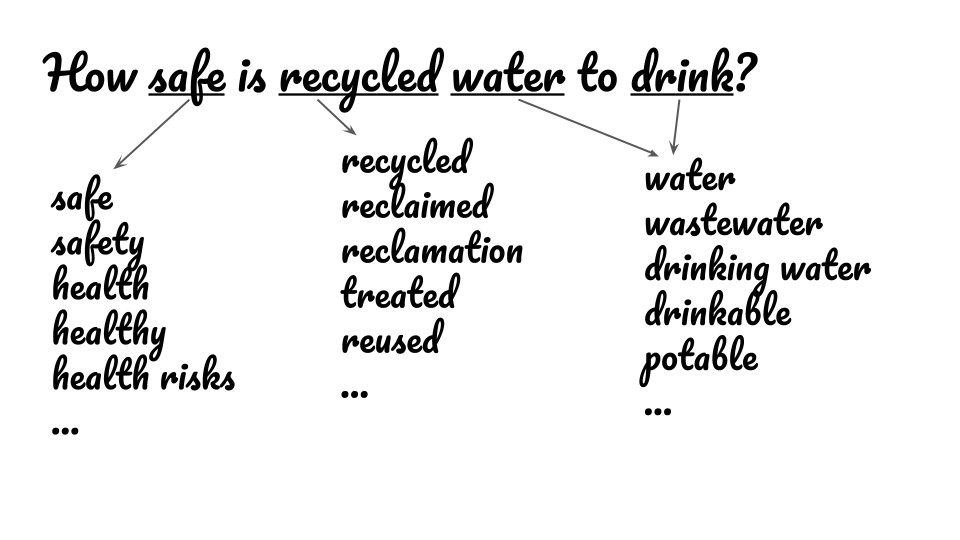 How safe is recycled water to drink?
safe
safety
health
healthy
health risks
...
recycled
reclaimed
reclamation
treated
reused
...
water
wastewater
drinking water
drinkable
potable
...